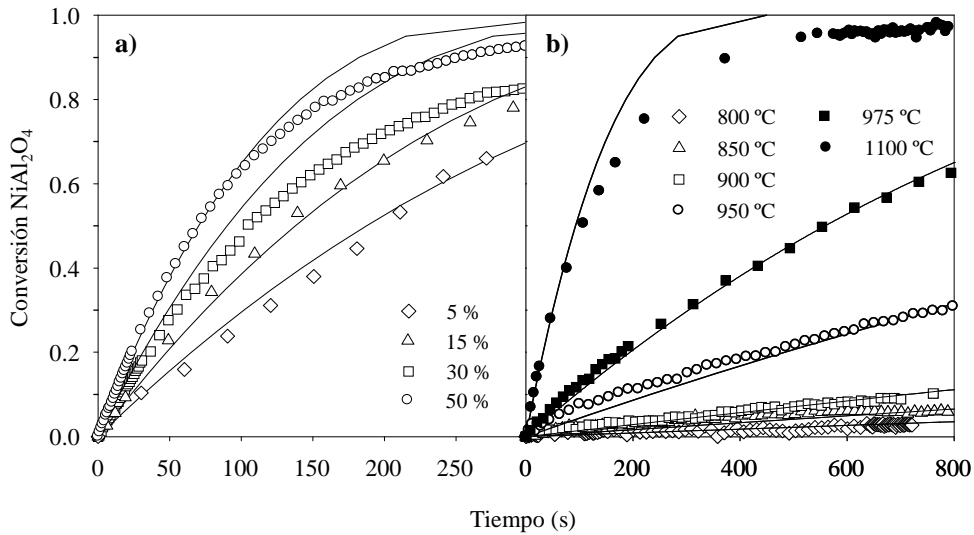 a)
b)
1.0
0.8
0.6
0.4
0.2
0.0
Conversión NiAl₂O₄
5 %
15 %
30 %
50 %
800 ºC
850 ºC
900 ºC
950 ºC
975 ºC
1100 ºC
0 50 100 150 200 250 0 200 400 600 800
Tiempo (s)